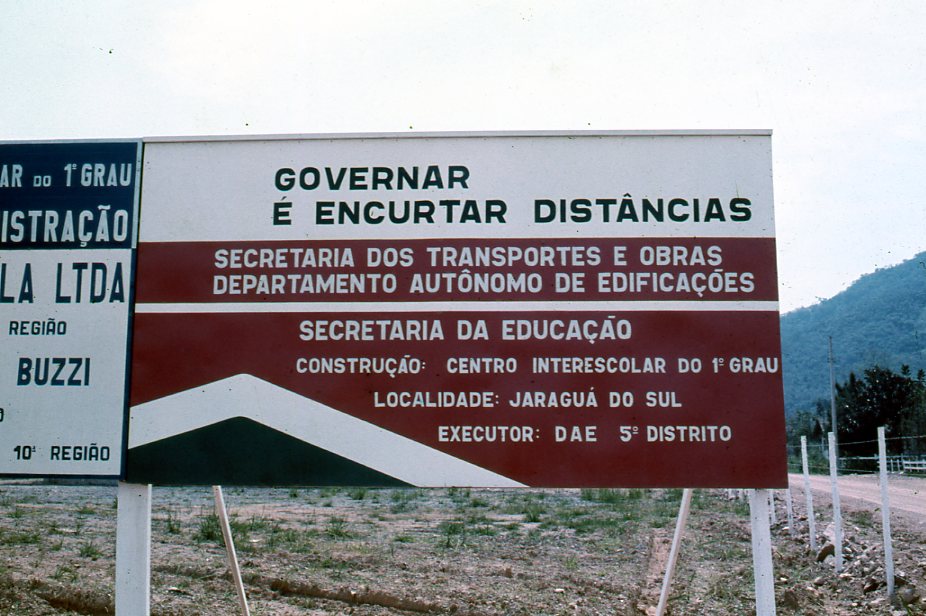 AR DO 1º GRAU
ISTRAÇÃO
LA LTDA
REGIÃO
BUZZI
10ª REGIÃO
GOVERNAR
É ENCURTAR DISTÂNCIAS
SECRETARIA DOS TRANSPORTES E OBRAS
DEPARTAMENTO AUTÔNOMO DE EDIFICAÇÕES
SECRETARIA DA EDUCAÇÃO
CONSTRUÇÃO: CENTRO INTERESCOLAR DO 1º GRAU
LOCALIDADE: JARAGUÁ DO SUL
EXECUTOR: DAE 5º DISTRITO